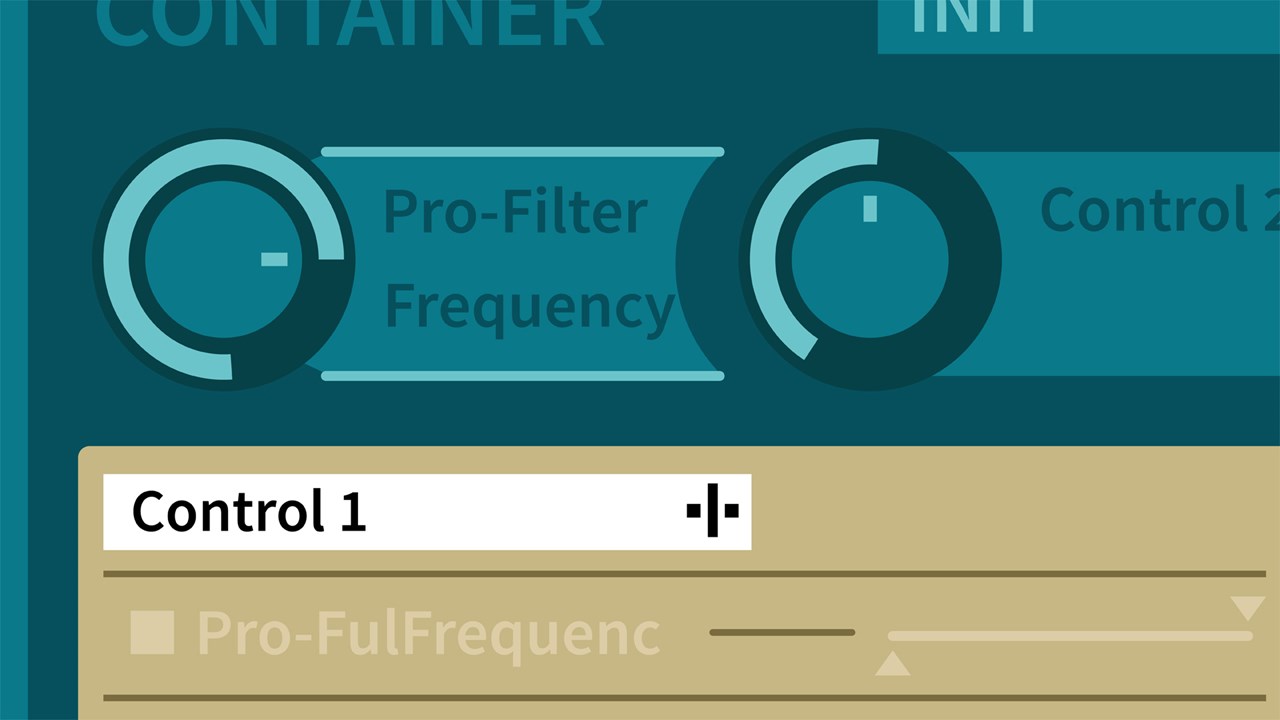 CONTAINER
INIT
Pro-Filter
Frequency
Control 2
Control 1
Pro-FulFrequenc